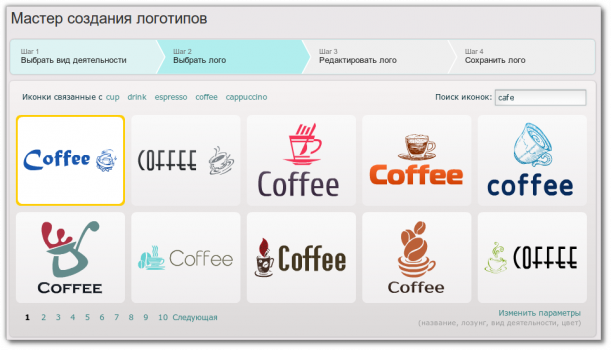 Мастер создания логотипов
Шаг 1
Выбрать вид деятельности
Шаг 2
Выбрать лого
Шаг 3
Редактировать лого
Шаг 4
Сохранить лого
Иконки связанные с cup drink espresso coffee cappuccino
Поиск иконок: cafe
Coffee
COFFEE
Coffee
Coffee
coffee
COFFEE
Coffee
Coffee
Coffee
COFFEE
1 2 3 4 5 6 7 8 9 10 Следующая
Изменить параметры
(название, лозунг, вид деятельности, цвет)